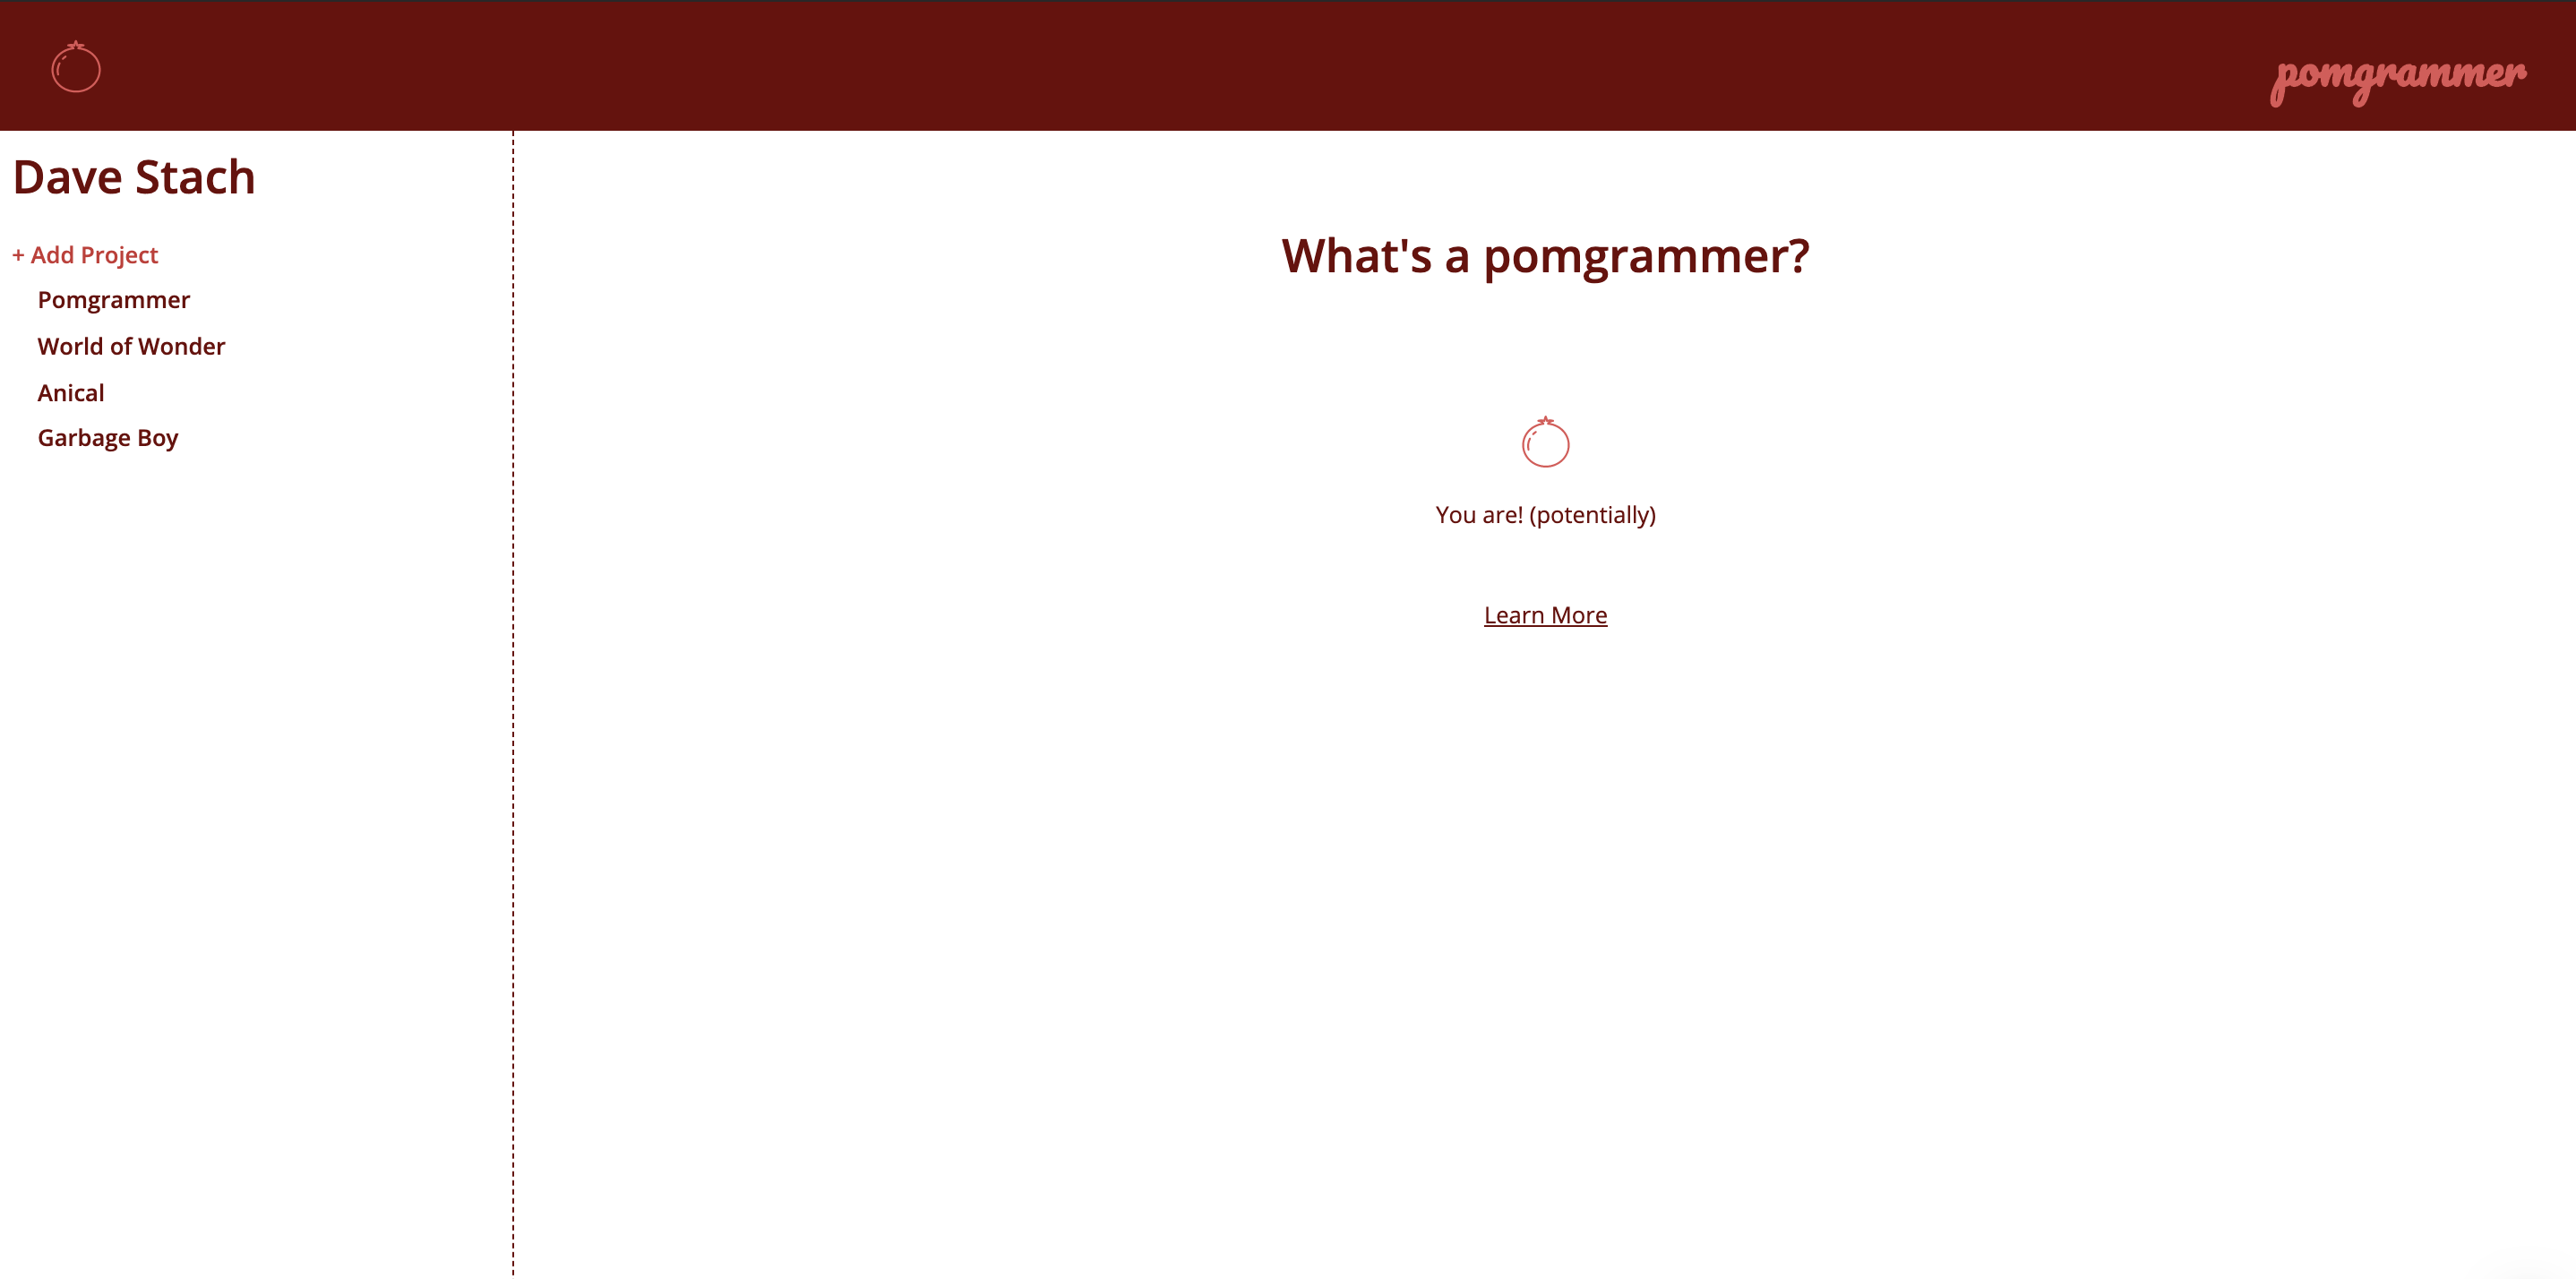 pomgrammer
Dave Stach
+ Add Project
Pomgrammer
World of Wonder
Anical
Garbage Boy
What's a pomgrammer?
You are! (potentially)
Learn More